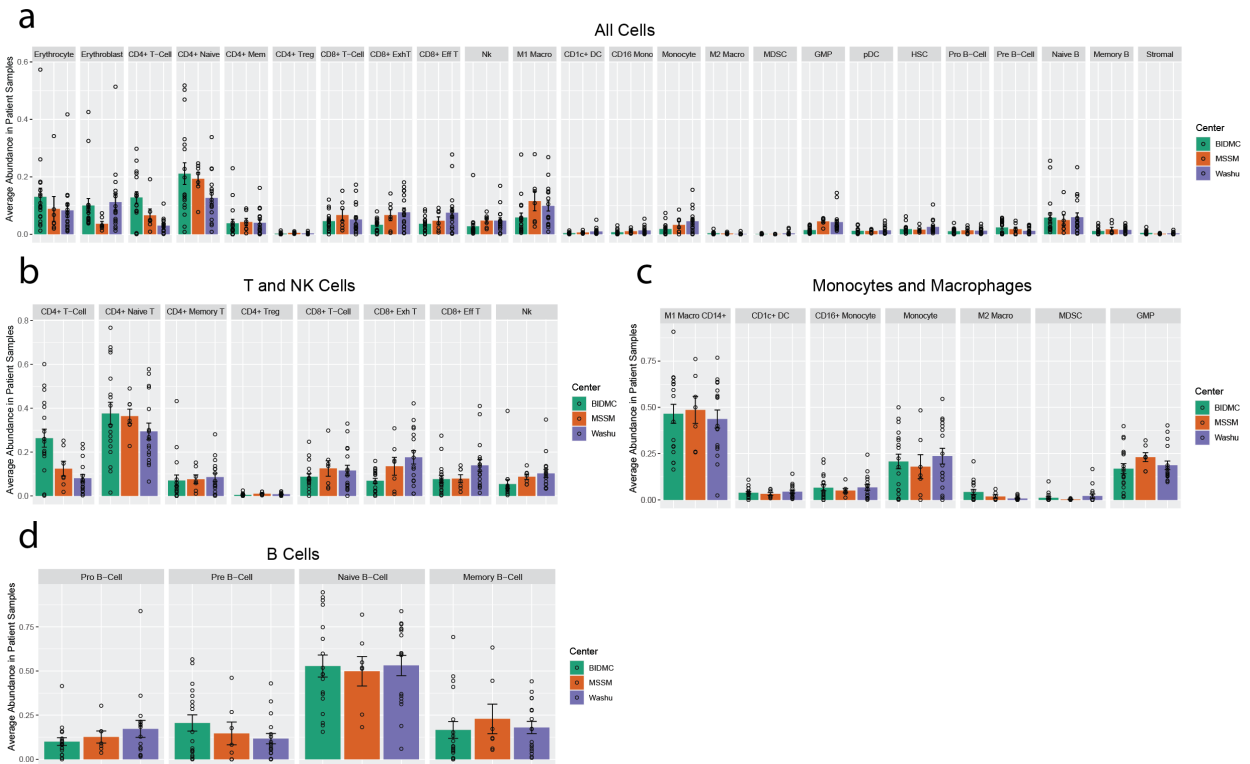 a
All Cells
Erythrocyte Erythroblast CD4+ T-Cell CD4+ Naive CD4+ Mem CD4+ Treg CD8+ T-Cell CD8+ ExhT CD8+ Eff T Nk M1 Macro CD1c+ DC CD16 Mono Monocyte M2 Macro MDSC GMP pDC HSC Pro B-Cell Pre B-Cell Naive B Memory B Stromal
Average Abundance in Patient Samples
0.6
0.4
0.2
0.0
Center
BIDMC
MSSM
Washu
b
T and NK Cells
CD4+ T-Cell CD4+ Naive T CD4+ Memory T CD4+ Treg CD8+ T-Cell CD8+ Exh T CD8+ Eff T Nk
Average Abundance in Patient Samples
0.8
0.6
0.4
0.2
0.0
Center
BIDMC
MSSM
Washu
c
Monocytes and Macrophages
M1 Macro CD14+ CD1c+ DC CD16+ Monocyte Monocyte M2 Macro MDSC GMP
Average Abundance in Patient Samples
0.75
0.50
0.25
0.00
Center
BIDMC
MSSM
Washu
d
B Cells
Pro B-Cell Pre B-Cell Naive B-Cell Memory B-Cell
Average Abundance in Patient Samples
0.75
0.50
0.25
0.00
Center
BIDMC
MSSM
Washu